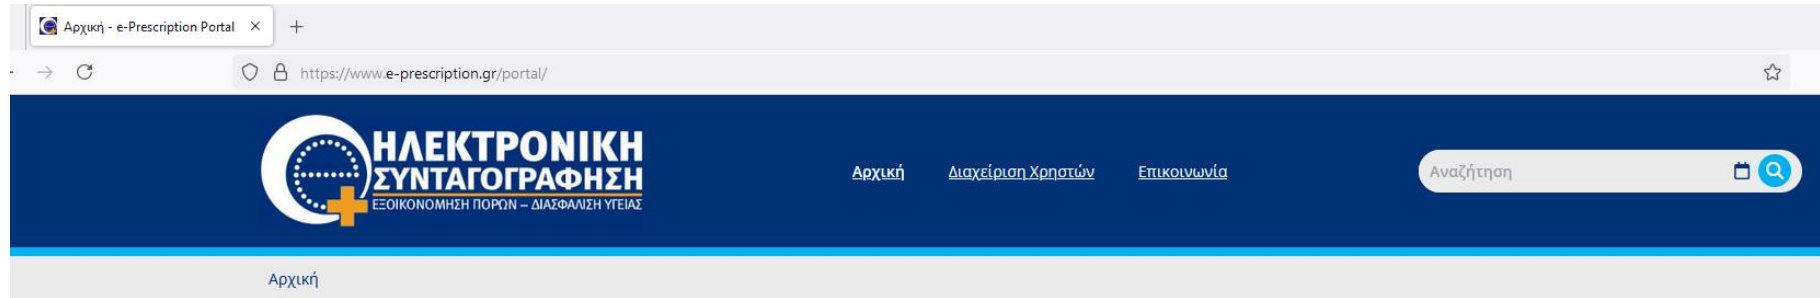 Αρχική - e-Prescription Portal
https://www.e-prescription.gr/portal/
ΗΛΕΚΤΡΟΝΙΚΗ
ΣΥΝΤΑΓΟΓΡΑΦΗΣΗ
ΕΞΟΙΚΟΝΟΜΗΣΗ ΠΟΡΩΝ – ΔΙΑΣΦΑΛΙΣΗ ΥΓΕΙΑΣ
Αρχική Διαχείριση Χρηστών Επικοινωνία
Αναζήτηση
Αρχική